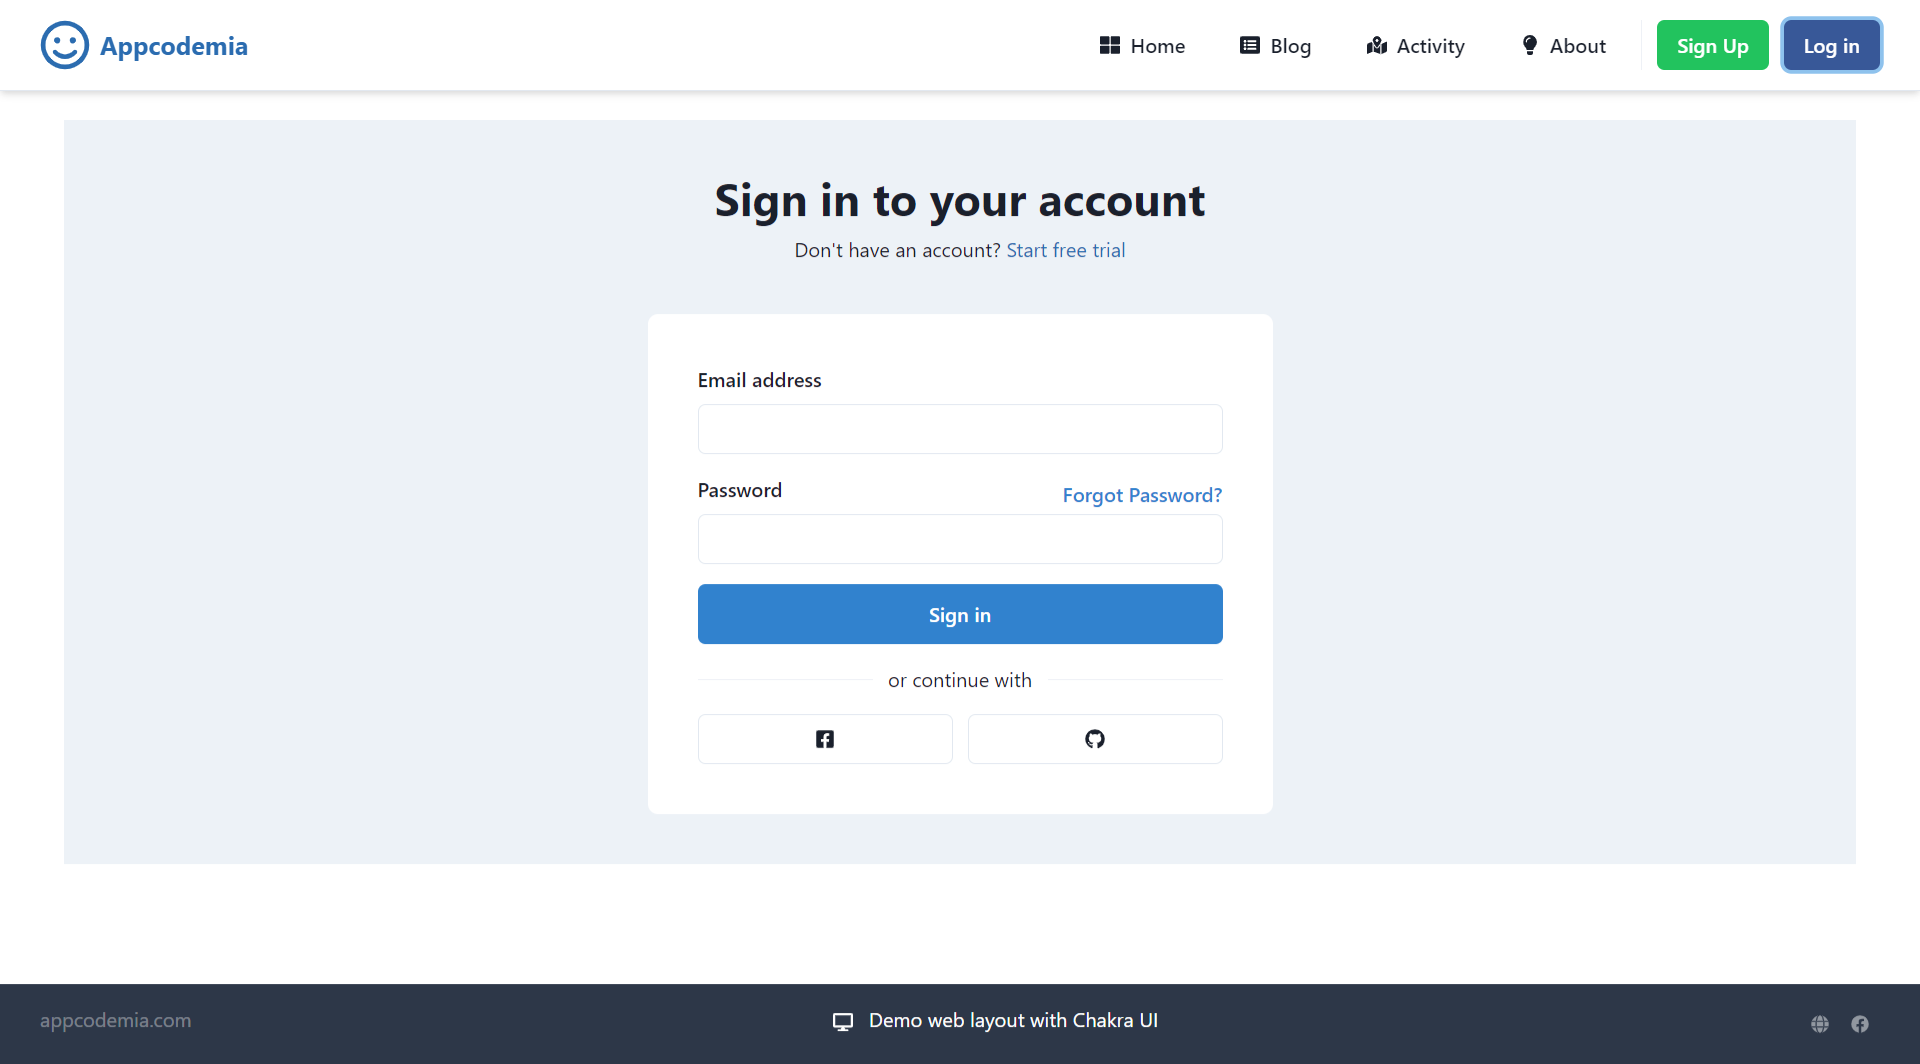 Appcodemia
Home
Blog
Activity
About
Sign Up
Log in
Sign in to your account
Don't have an account? Start free trial
Email address
Password
Forgot Password?
Sign in
or continue with
appcodemia.com
Demo web layout with Chakra UI